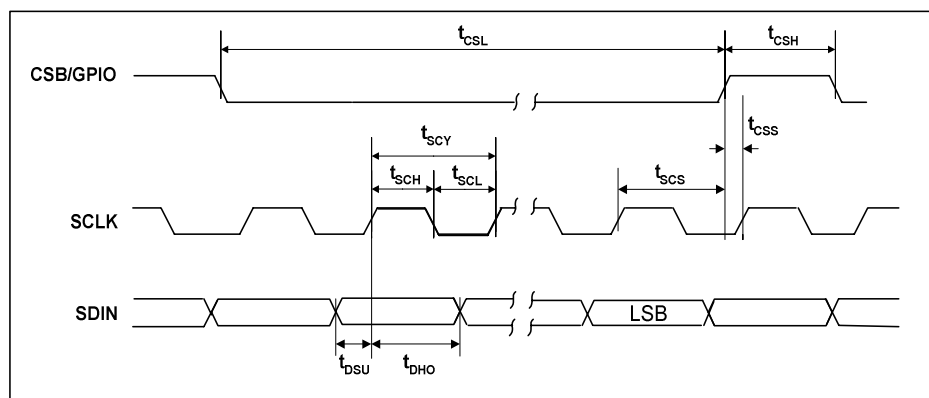 tCSL
tCSH
CSB/GPIO
tCSS
tSCY
tSCH
tSCL
tSCS
SCLK
SDIN
LSB
tDSU
tDHO